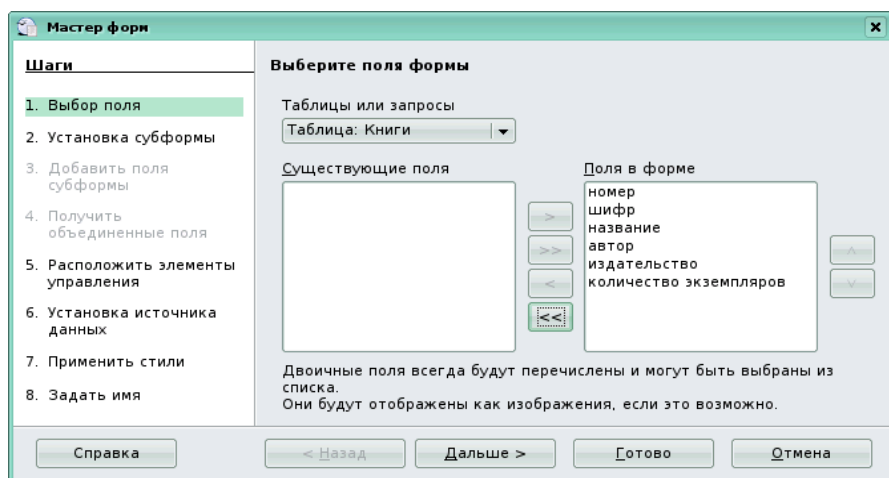 Мастер форм
Шаги
1. Выбор поля
2. Установка субформы
3. Добавить поля
субформы
4. Получить
объединенные поля
5. Расположить элементы
управления
6. Установка источника
данных
7. Применить стили
8. Задать имя
Выберите поля формы
Таблицы или запросы
Таблица: Книги
Существующие поля
Поля в форме
номер
шифр
название
автор
издательство
количество экземпляров
>
>>
<
<<
Двоичные поля всегда будут перечислены и могут быть выбраны из
списка.
Они будут отображены как изображения, если это возможно.
Справка
< Назад
Дальше >
Готово
Отмена